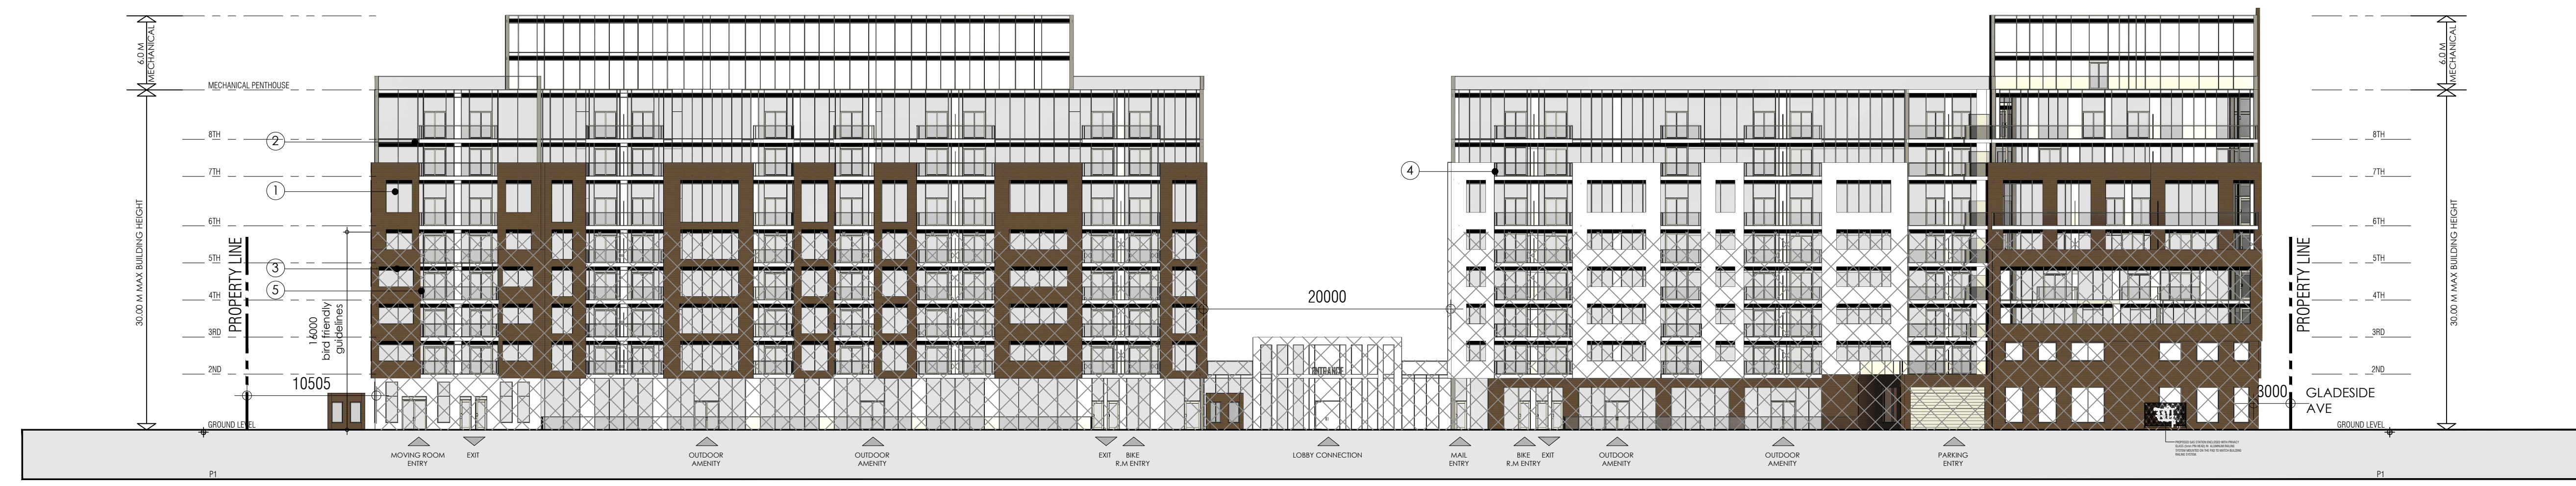 6.0 M
MECHANICAL
MECHANICAL PENTHOUSE
8TH
2
7TH
1
6TH
30.00 M MAX BUILDING HEIGHT
PROPERTY LINE
5TH
3
5
4TH
16000
bird friendly
guidelines
3RD
2ND
10505
GROUND LEVEL
P1
MOVING ROOM
ENTRY
EXIT
OUTDOOR
AMENITY
OUTDOOR
AMENITY
EXIT
BIKE
R.M ENTRY
20000
ENTRANCE
LOBBY CONNECTION
4
MAIL
ENTRY
BIKE
R.M ENTRY
EXIT
OUTDOOR
AMENITY
OUTDOOR
AMENITY
PARKING
ENTRY
6.0 M
MECHANICAL
8TH
7TH
6TH
30.00 M MAX BUILDING HEIGHT
PROPERTY LINE
5TH
4TH
3RD
2ND
3000
GLADESIDE
AVE
GROUND LEVEL
P1